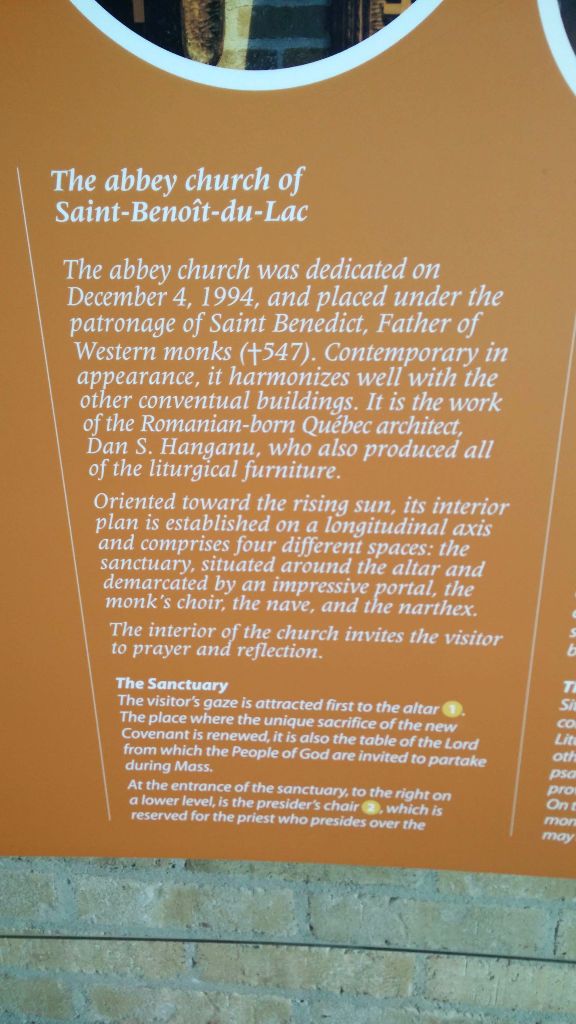 The abbey church of
Saint-Benoît-du-Lac
The abbey church was dedicated on
December 4, 1994, and placed under the
patronage of Saint Benedict, Father of
Western monks (✝547). Contemporary in
appearance, it harmonizes well with the
other conventual buildings. It is the work
of the Romanian-born Québec architect,
Dan S. Hanganu, who also produced all
of the liturgical furniture.
Oriented toward the rising sun, its interior
plan is established on a longitudinal axis
and comprises four different spaces: the
sanctuary, situated around the altar and
demarcated by an impressive portal, the
monk's choir, the nave, and the narthex.
The interior of the church invites the visitor
to prayer and reflection.
The Sanctuary
The visitor's gaze is attracted first to the altar 1.
The place where the unique sacrifice of the new
Covenant is renewed, it is also the table of the Lord
from which the People of God are invited to partake
during Mass.
At the entrance of the sanctuary, to the right on
a lower level, is the presider's chair 2, which is
reserved for the priest who presides over the